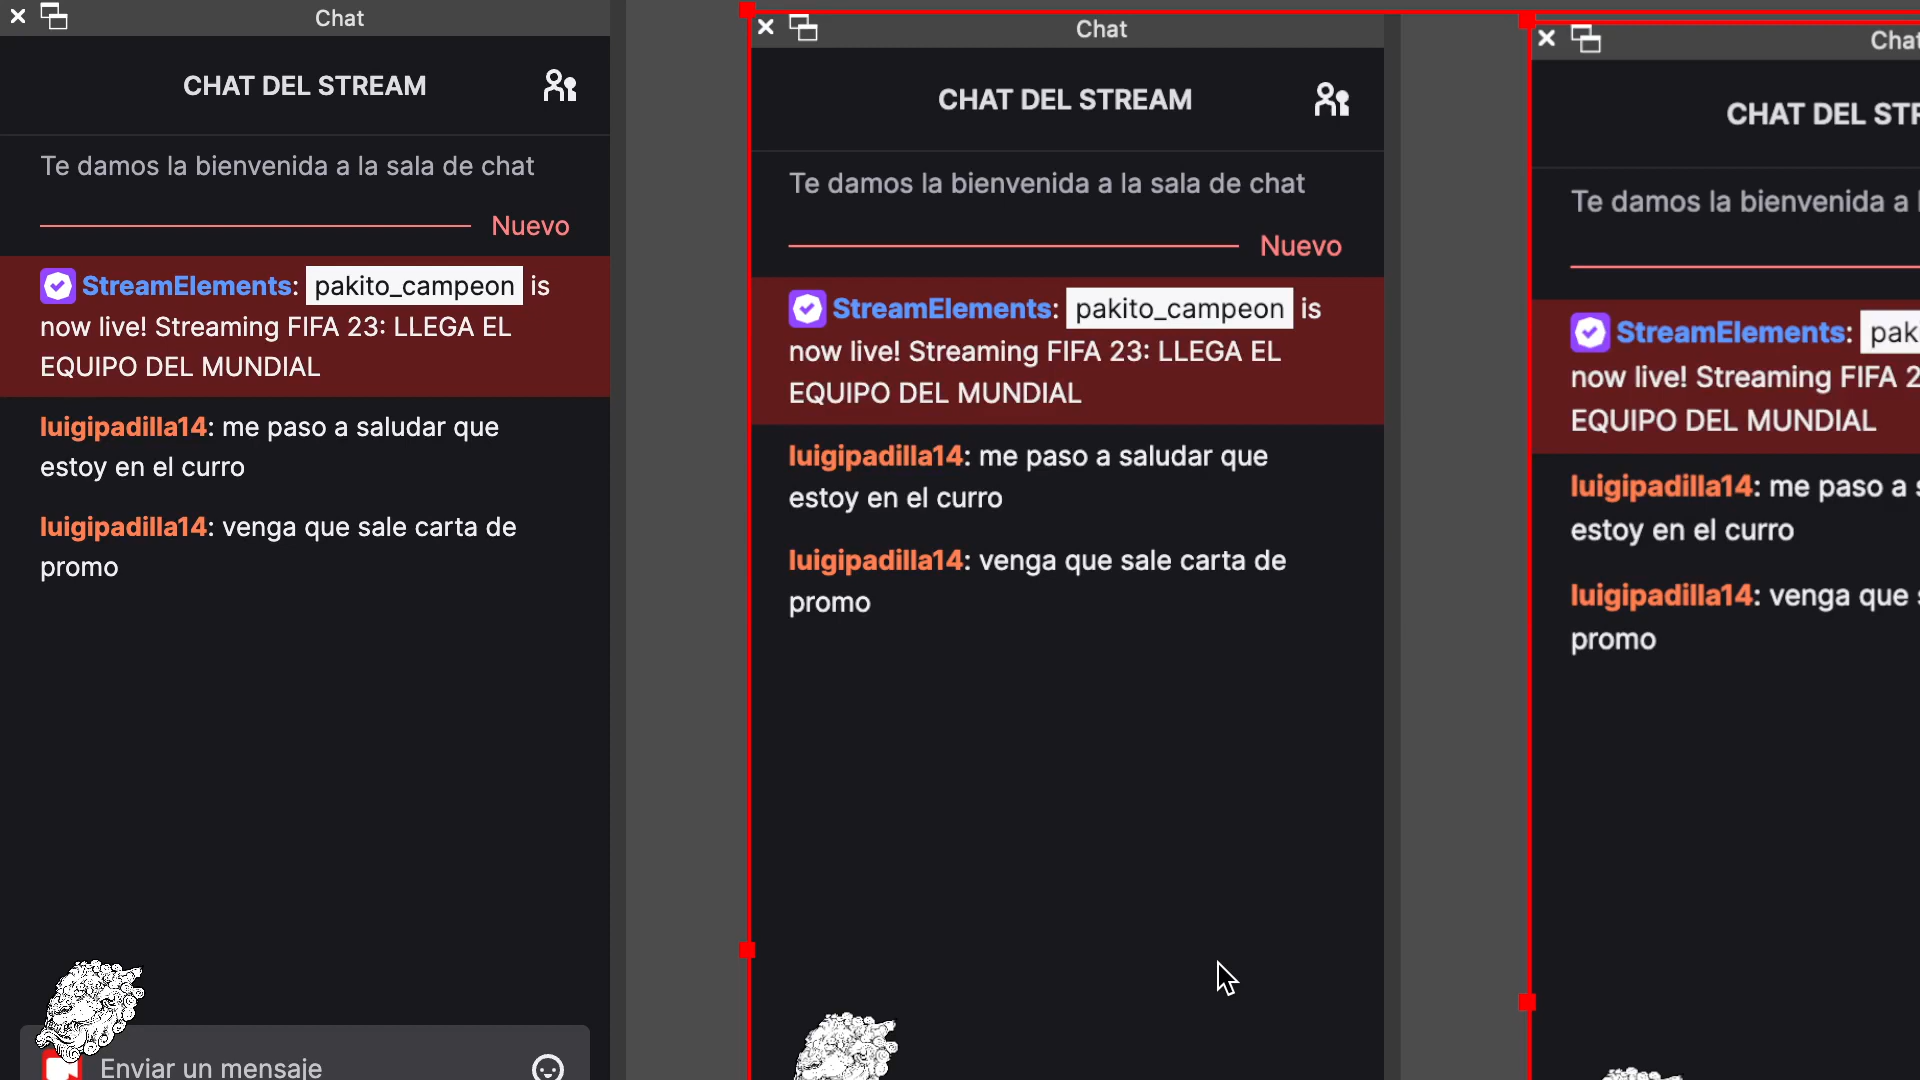 Chat
CHAT DEL STREAM
Te damos la bienvenida a la sala de chat
Nuevo
StreamElements: pakito_campeon is
now live! Streaming FIFA 23: LLEGA EL
EQUIPO DEL MUNDIAL
luigipadilla14: me paso a saludar que
estoy en el curro
luigipadilla14: venga que sale carta de
promo
Enviar un mensaje
Chat
CHAT DEL STREAM
Te damos la bienvenida a la sala de chat
Nuevo
StreamElements: pakito_campeon is
now live! Streaming FIFA 23: LLEGA EL
EQUIPO DEL MUNDIAL
luigipadilla14: me paso a saludar que
estoy en el curro
luigipadilla14: venga que sale carta de
promo
Chat
CHAT DEL STR
Te damos la bienvenida a l
StreamElements: pak
now live! Streaming FIFA 2
EQUIPO DEL MUNDIAL
luigipadilla14: me paso a s
estoy en el curro
luigipadilla14: venga que s
promo